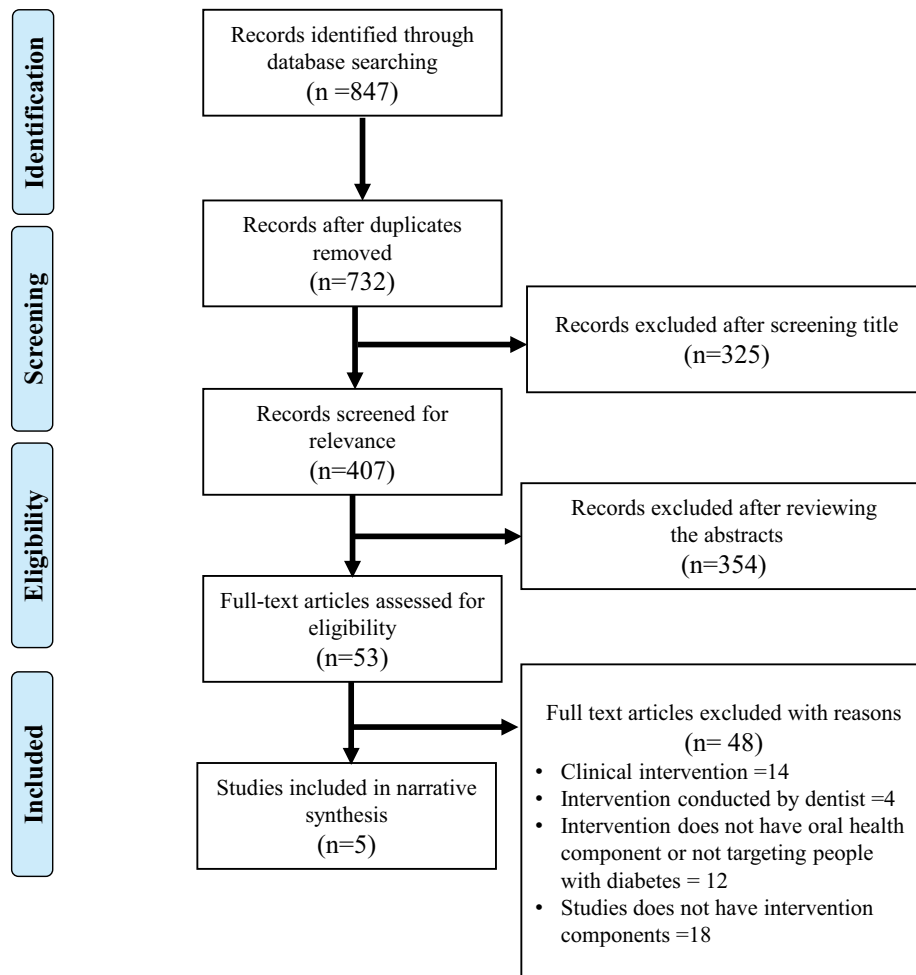 Identification
Records identified through
database searching
(n =847)
Records after duplicates
removed
(n=732)
Screening
Records excluded after screening title
(n=325)
Records screened for
relevance
(n=407)
Eligibility
Records excluded after reviewing
the abstracts
(n=354)
Full-text articles assessed for
eligibility
(n=53)
Included
Full text articles excluded with reasons
(n= 48)
• Clinical intervention =14
• Intervention conducted by dentist =4
• Intervention does not have oral health
component or not targeting people
with diabetes = 12
• Studies does not have intervention
components =18
Studies included in narrative
synthesis
(n=5)